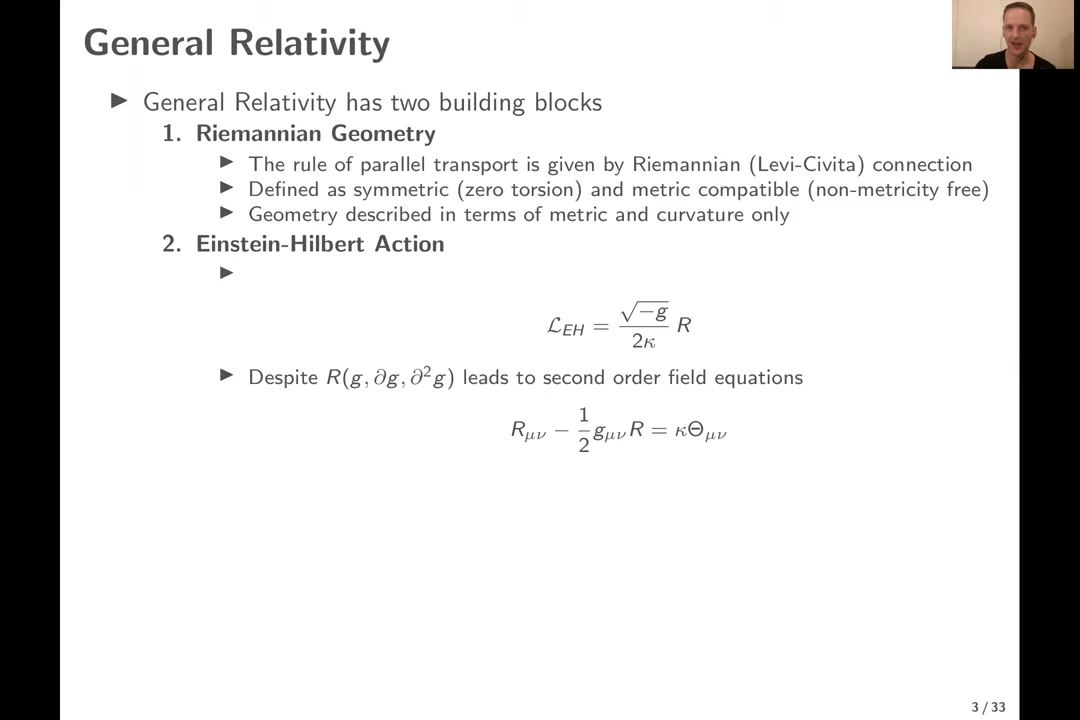 General Relativity
▶ General Relativity has two building blocks
1. Riemannian Geometry
▶ The rule of parallel transport is given by Riemannian (Levi-Civita) connection
▶ Defined as symmetric (zero torsion) and metric compatible (non-metricity free)
▶ Geometry described in terms of metric and curvature only
2. Einstein-Hilbert Action
▶
ℒ_EH = √−g / 2κ R
▶ Despite R(g, ∂g, ∂²g) leads to second order field equations
R_μν − 1/2 g_μν R = κΘ_μν
3 / 33